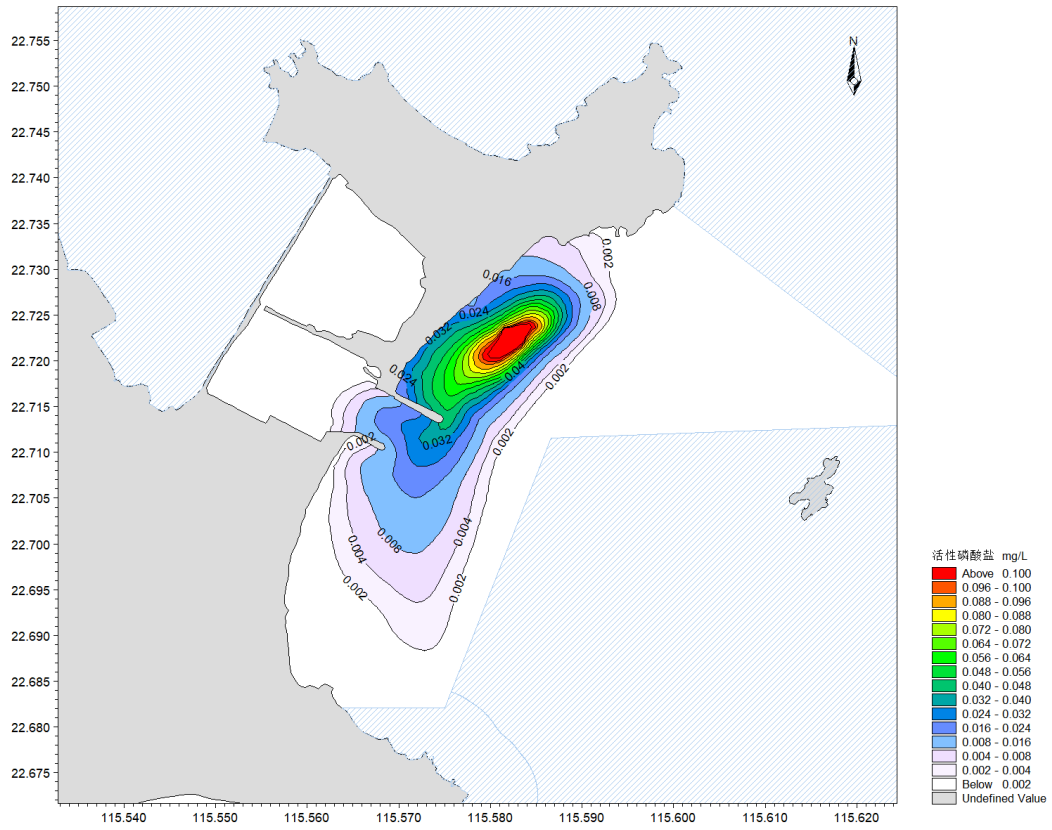 22.755
22.750
22.745
22.740
22.735
22.730
22.725
22.720
22.715
22.710
22.705
22.700
22.695
22.690
22.685
22.680
22.675
115.540
115.550
115.560
115.570
115.580
115.590
115.600
115.610
115.620
N
0.002
0.016
0.008
0.024
0.032
0.04
0.002
0.024
0.002
0.032
0.002
0.004
0.008
0.004
0.002
0.002
活性磷酸盐 mg/L
Above 0.100
0.096 - 0.100
0.088 - 0.096
0.080 - 0.088
0.072 - 0.080
0.064 - 0.072
0.056 - 0.064
0.048 - 0.056
0.040 - 0.048
0.032 - 0.040
0.024 - 0.032
0.016 - 0.024
0.008 - 0.016
0.004 - 0.008
0.002 - 0.004
Below 0.002
Undefined Value